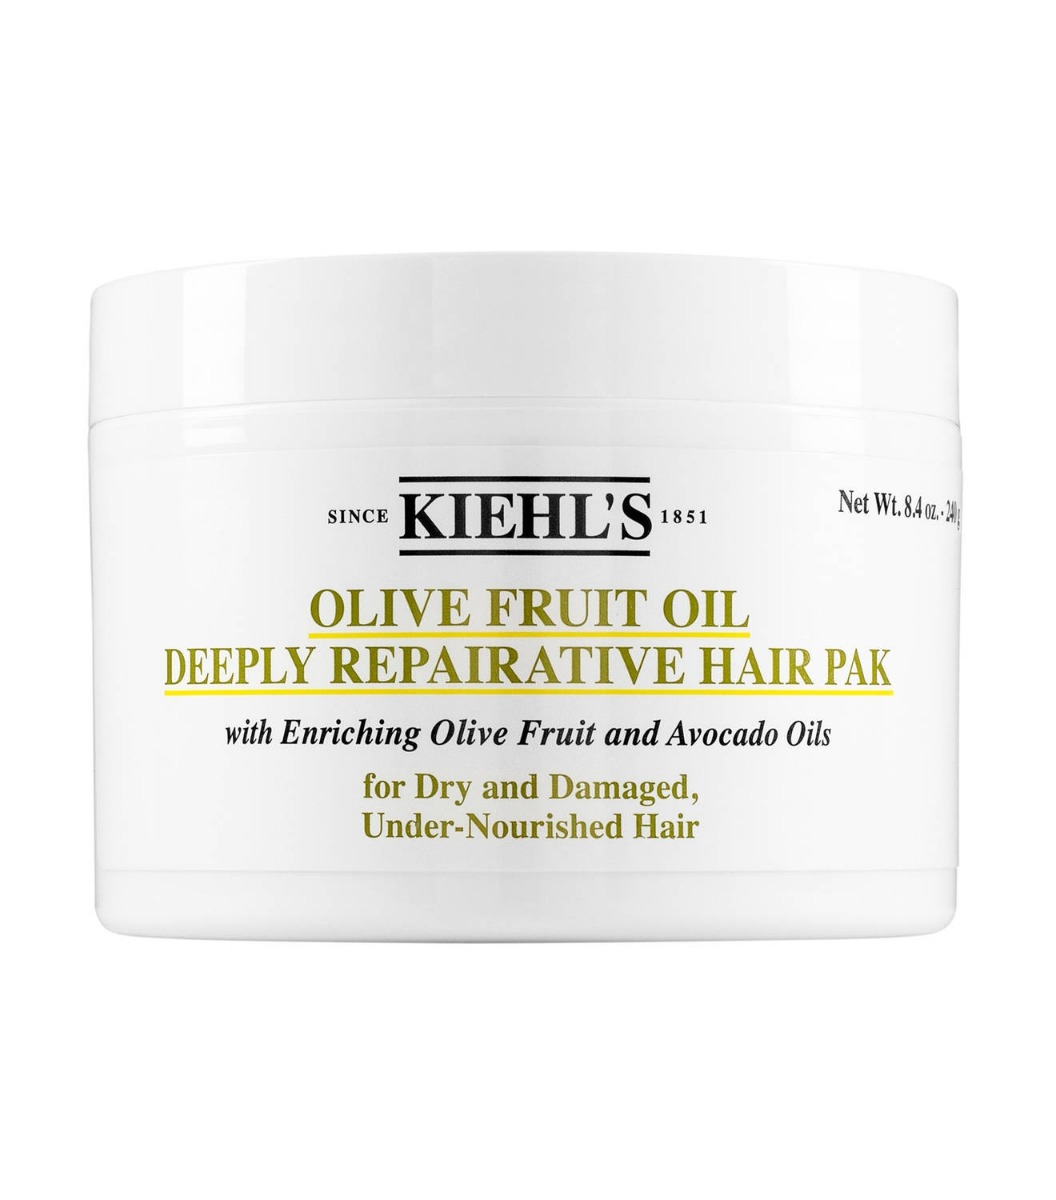 SINCE KIEHL'S 1851
Net Wt. 8.4 oz. - 240 g
OLIVE FRUIT OIL
DEEPLY REPAIRATIVE HAIR PAK
with Enriching Olive Fruit and Avocado Oils
for Dry and Damaged,
Under-Nourished Hair